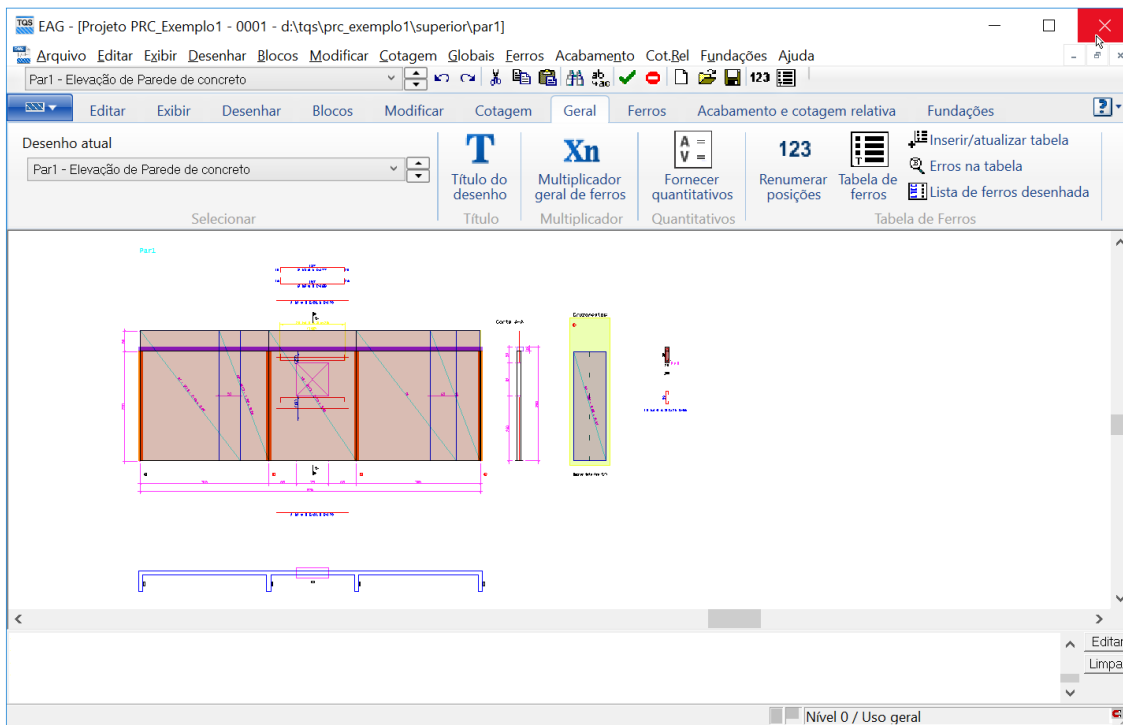 TQS EAG - [Projeto PRC_Exemplo1 - 0001 - d:\tqs\prc_exemplo1\superior\par1]
Arquivo Editar Exibir Desenhar Blocos Modificar Cotagem Globais Ferros Acabamento Cot.Rel Fundações Ajuda
Par1 - Elevação de Parede de concreto
123
Editar Exibir Desenhar Blocos Modificar Cotagem Geral Ferros Acabamento e cotagem relativa Fundações
Desenho atual
Par1 - Elevação de Parede de concreto
Selecionar
T
Título do
desenho
Título
Xn
Multiplicador
geral de ferros
Multiplicador
A =
V =
Fornecer
quantitativos
Quantitativos
123
Renumerar
posições
Tabela de
ferros
Inserir/atualizar tabela
Erros na tabela
Lista de ferros desenhada
Tabela de Ferros
Par1
Corte A-A
Cruzamentos
Editar
Limpa
Nível 0 / Uso geral